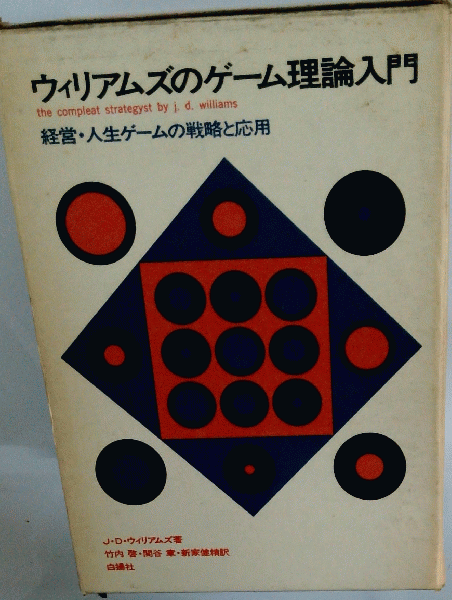 ウィリアムズのゲーム理論入門
the compleat strategyst by j. d. williams
経営・人生ゲームの戦略と応用
J・D・ウィリアムズ著
竹内 啓・関谷 章・新家健精訳
白揚社